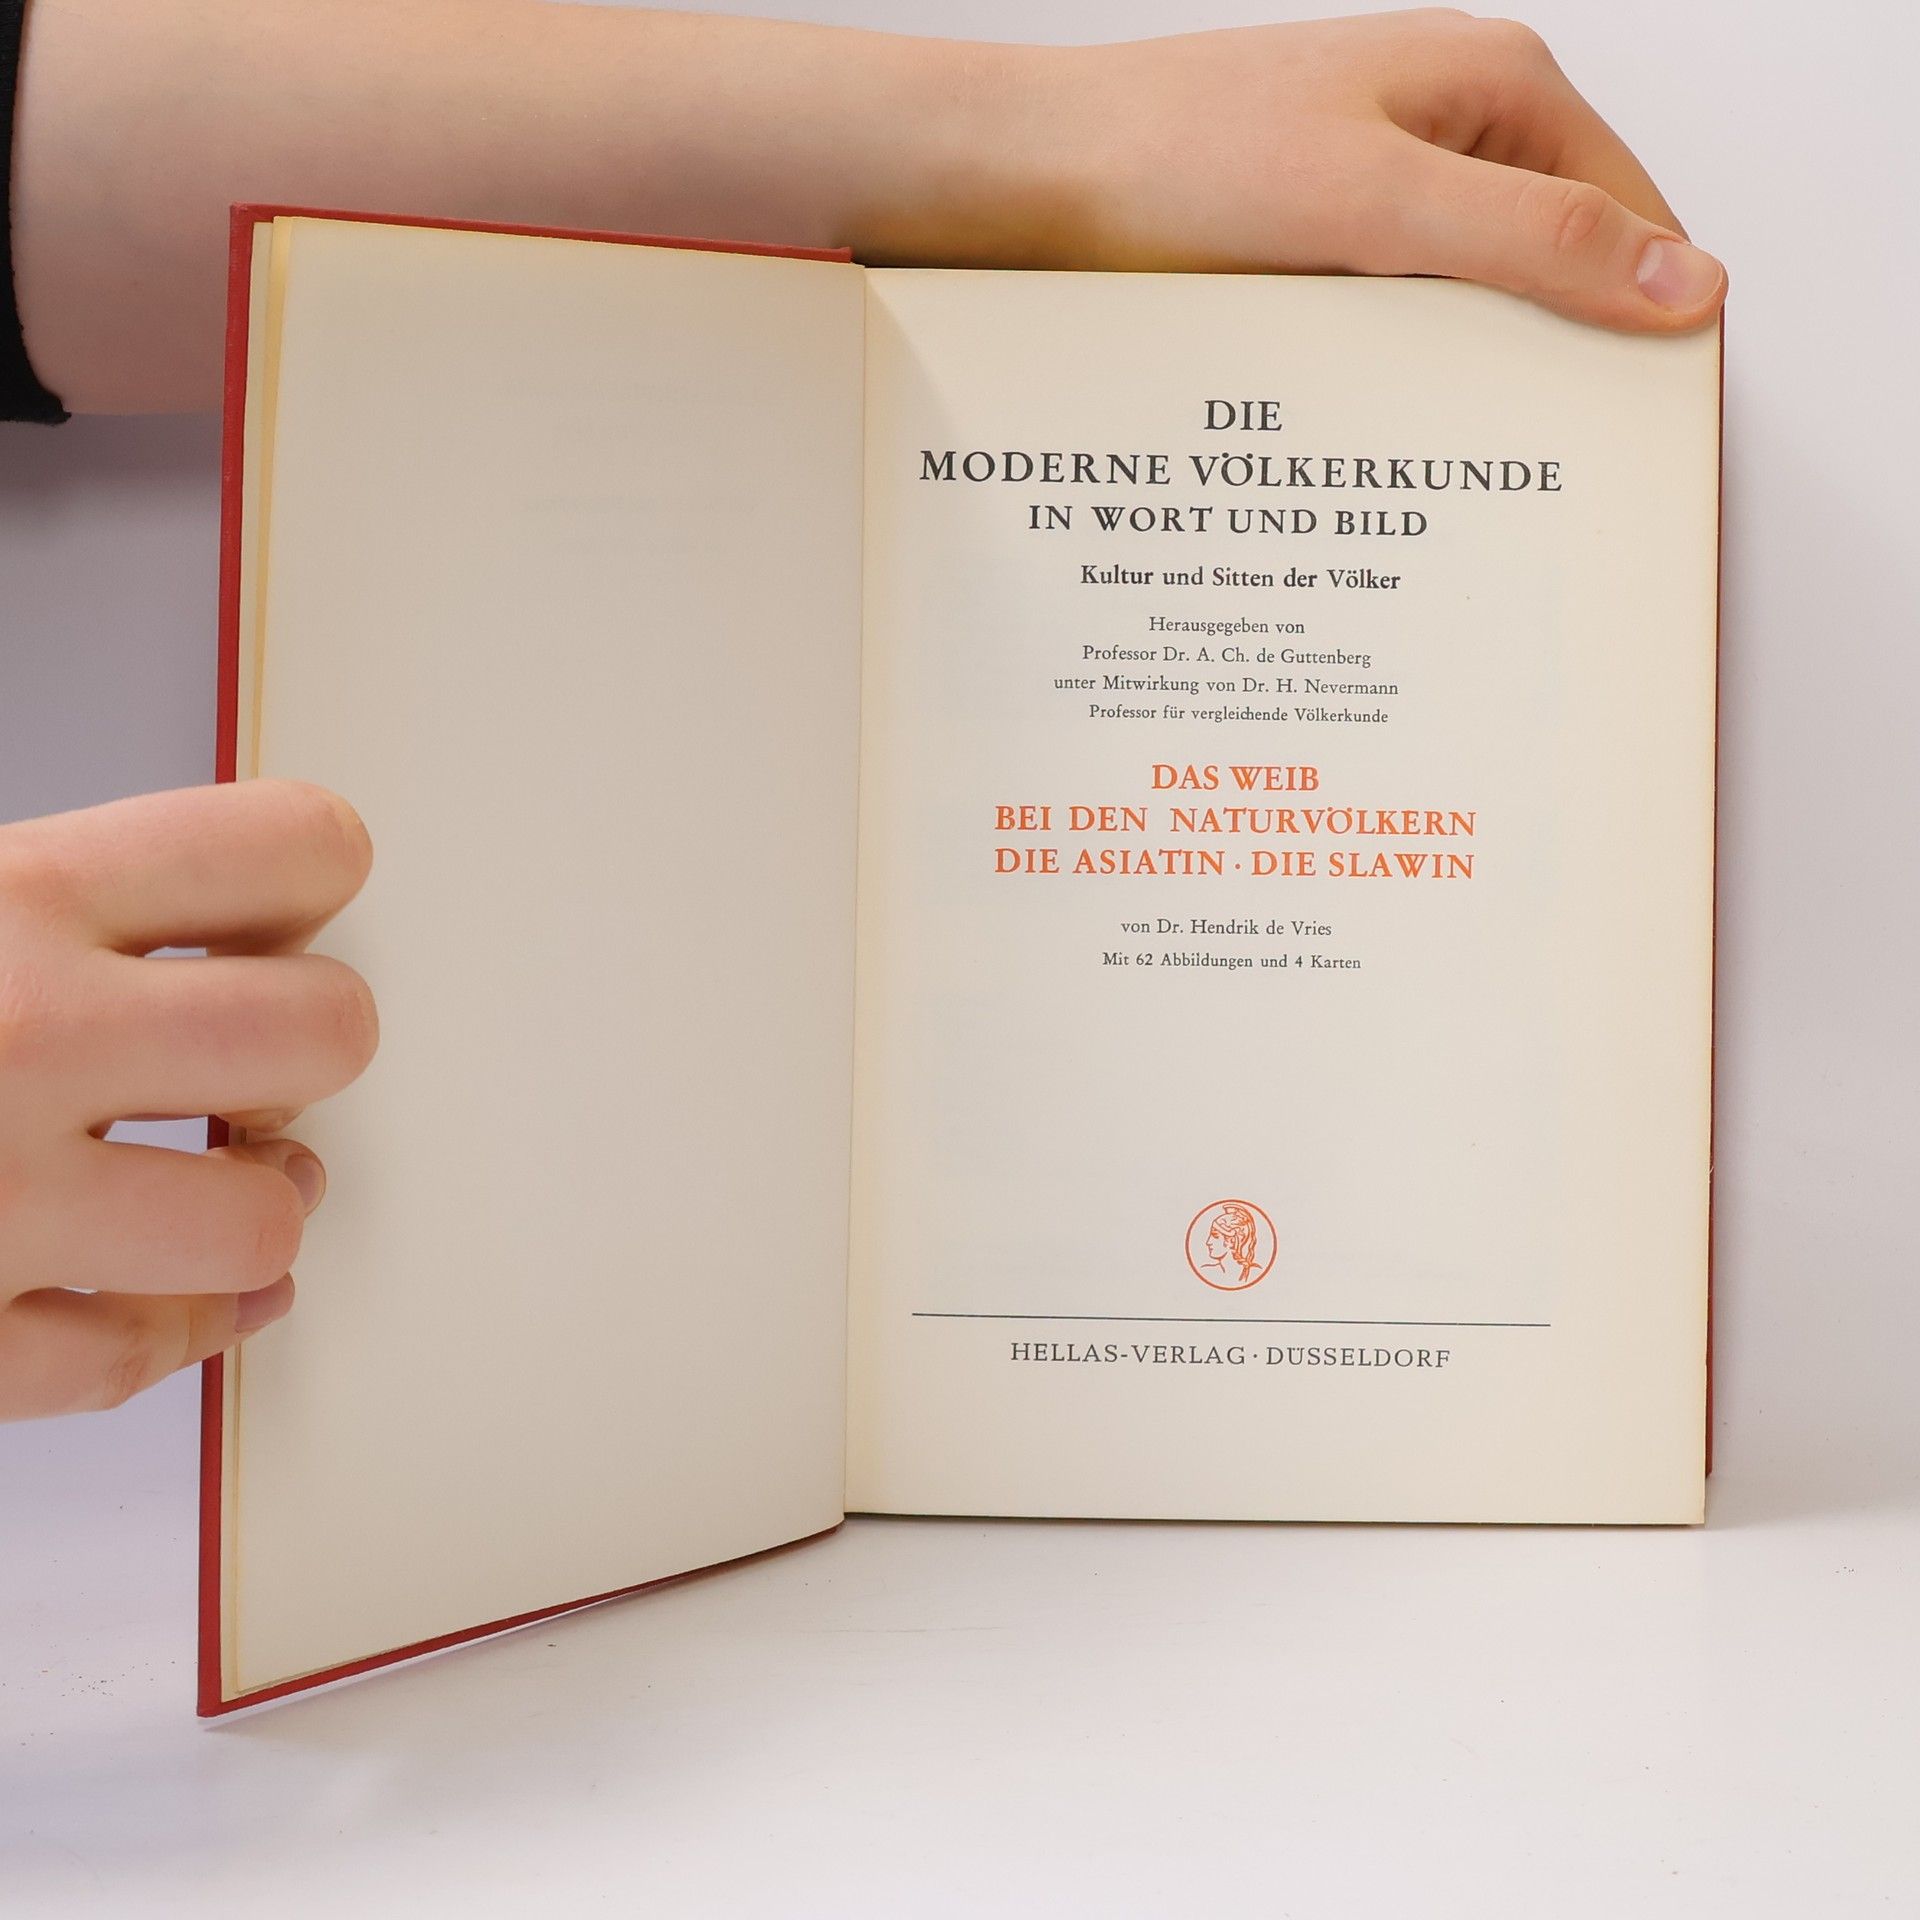 DIE
MODERNE VÖLKERKUNDE
IN WORT UND BILD
Kultur und Sitten der Völker
Herausgegeben von
Professor Dr. A. Ch. de Guttenberg
unter Mitwirkung von Dr. H. Nevermann
Professor für vergleichende Völkerkunde
DAS WEIB
BEI DEN NATURVÖLKERN
DIE ASIATIN · DIE SLAWIN
von Dr. Hendrik de Vries
Mit 62 Abbildungen und 4 Karten
HELLAS-VERLAG · DÜSSELDORF